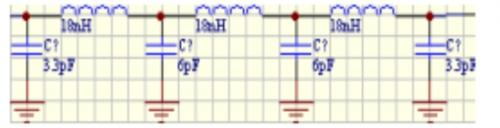 18nH 18nH 18nH
C? C? C? C?
3.3pF 6pF 6pF 3.3pF